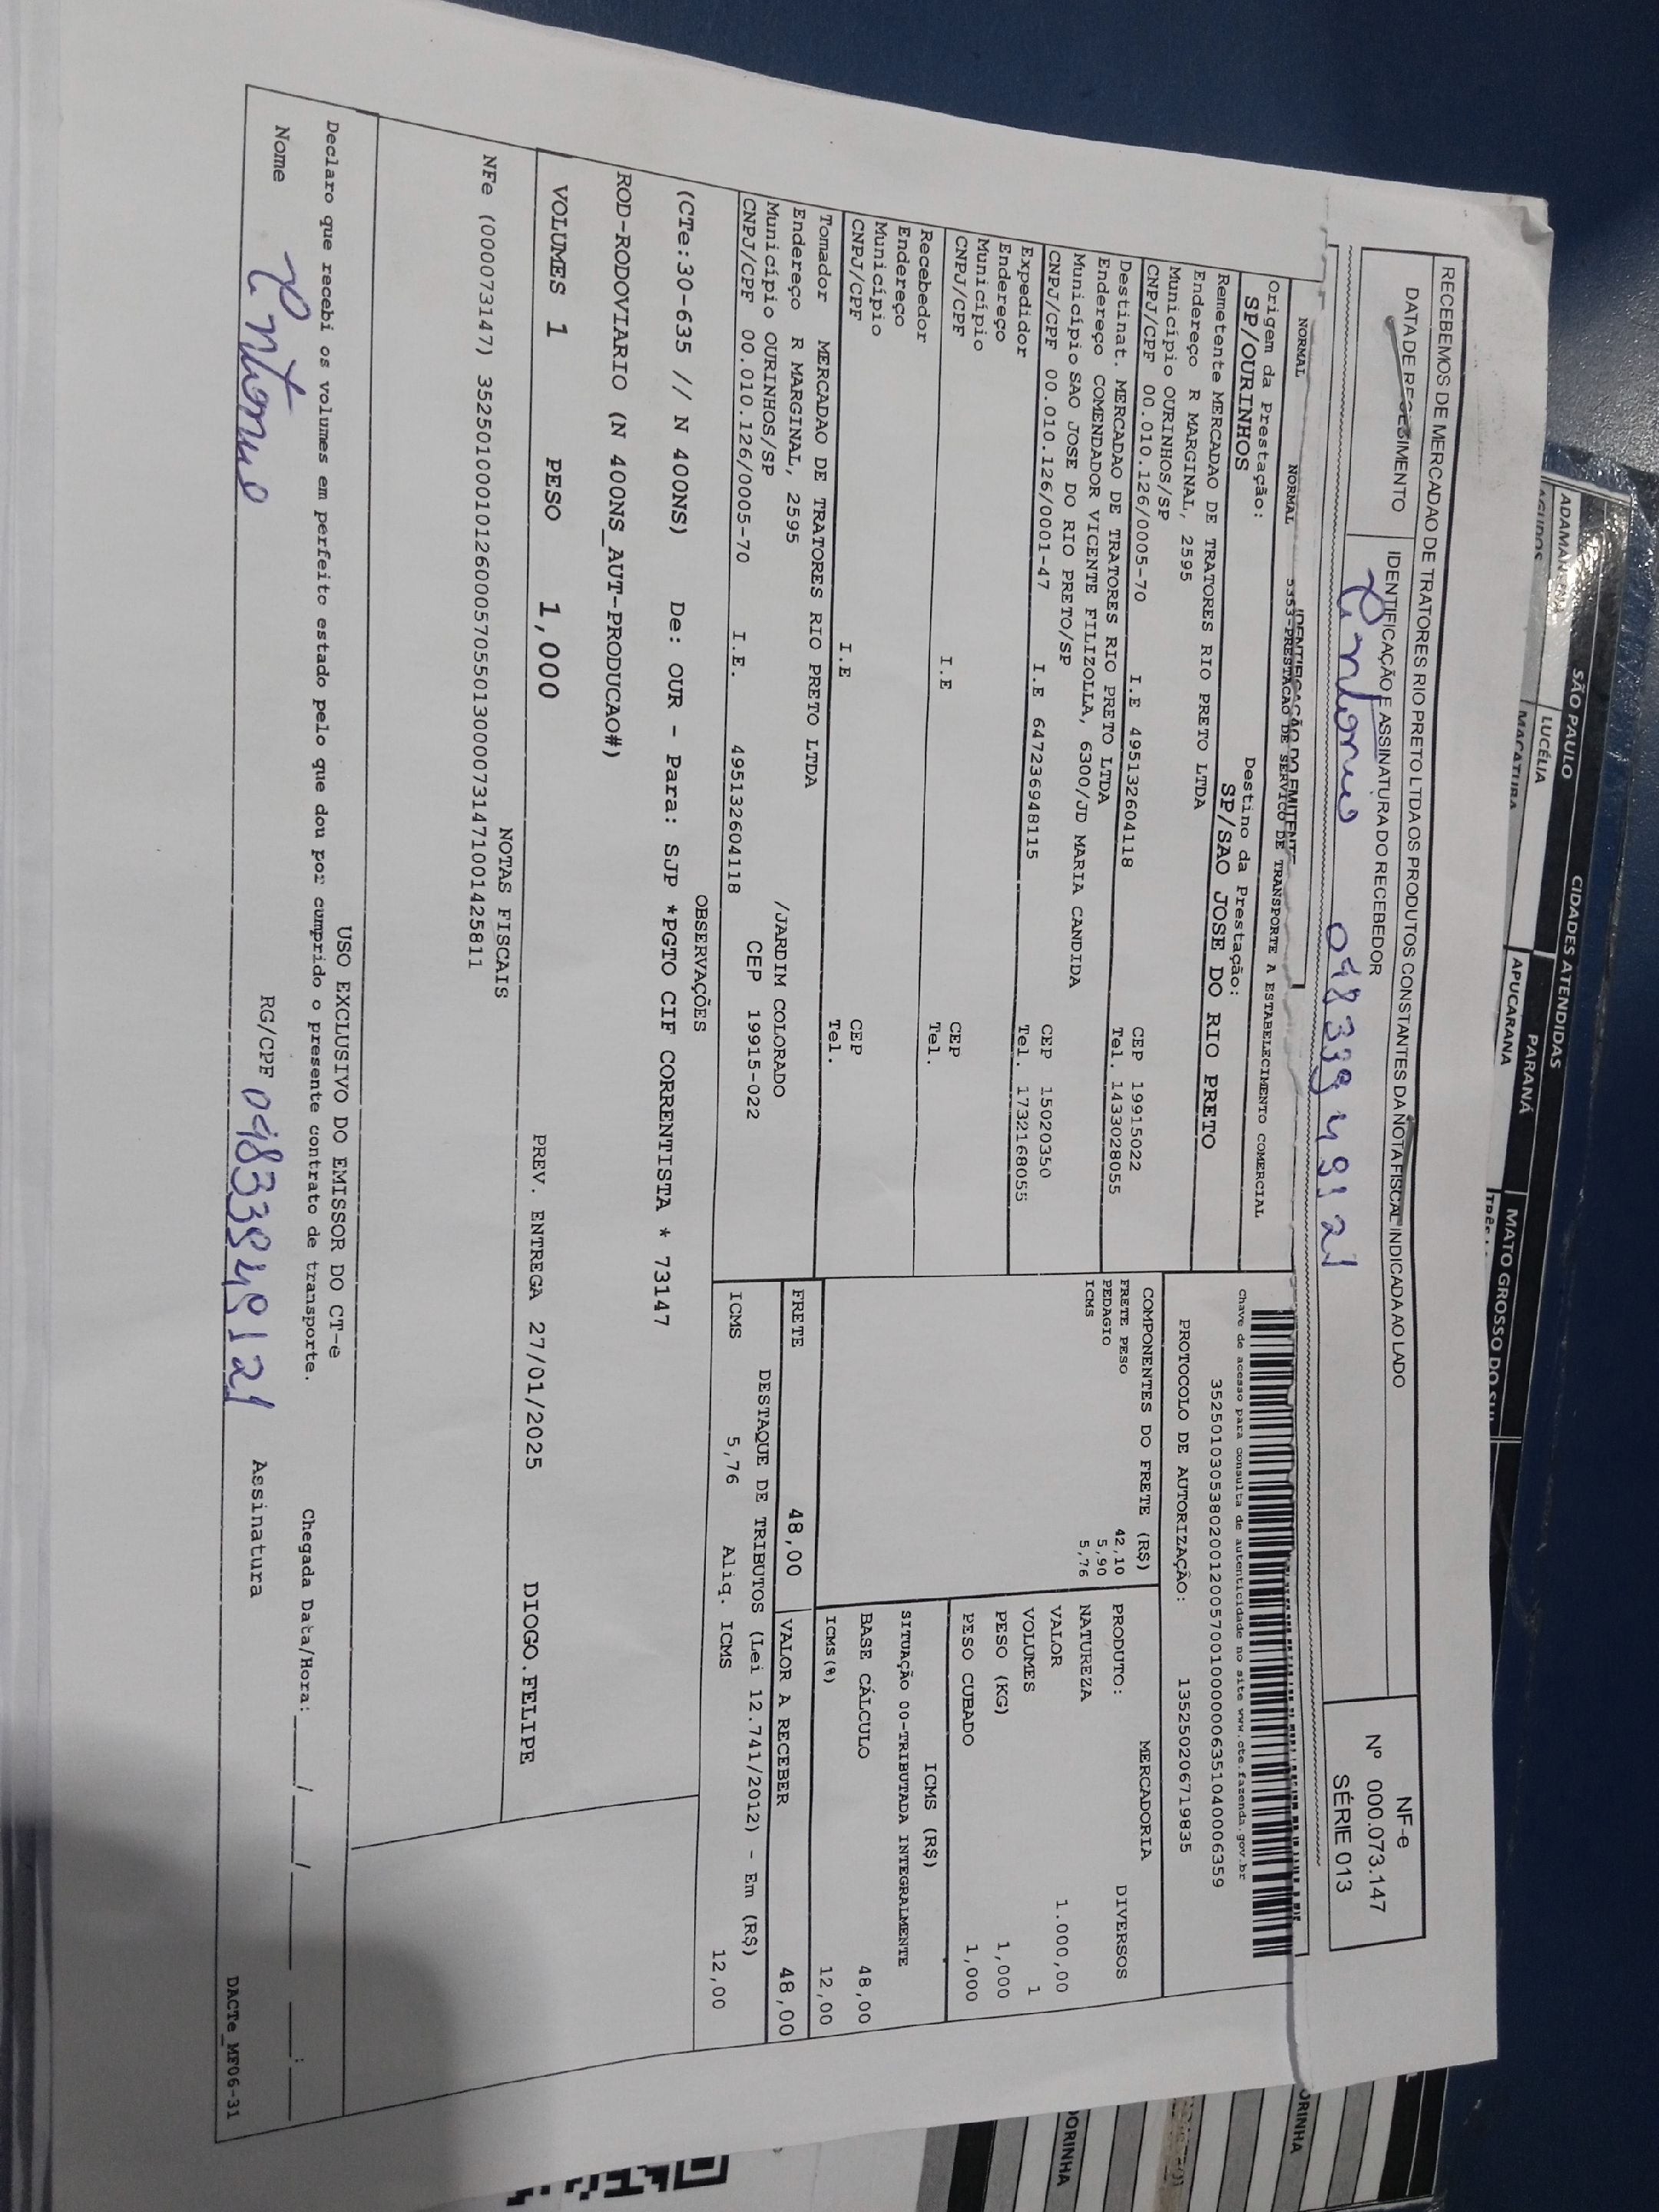 RECEBEMOS DE MERCADAO DE TRATORES RIO PRETO LTDA OS PRODUTOS CONSTANTES DA NOTA FISCAL INDICADA AO LADO
DATA DE RECEBIMENTO
IDENTIFICAÇÃO E ASSINATURA DO RECEBEDOR
NF-e
Nº 000.073.147
SÉRIE 013
NORMAL NORMAL 5353-PRESTACAO DE SERVIÇO DE TRANSPORTE A ESTABELECIMENTO COMERCIAL
IDENTIFICAÇÃO DO EMITENTE
Origem da Prestação:
SP/OURINHOS
Destino da Prestação:
SP/SAO JOSE DO RIO PRETO
Remetente MERCADAO DE TRATORES RIO PRETO LTDA
Endereço R MARGINAL, 2595
Município OURINHOS/SP CEP 19915022
CNPJ/CPF 00.010.126/0005-70 I.E 495132604118 Tel. 1433028055
Destinat. MERCADAO DE TRATORES RIO PRETO LTDA
Endereço COMENDADOR VICENTE FILIZOLLA, 6300/JD MARIA CANDIDA
Município SAO JOSE DO RIO PRETO/SP CEP 15020350
CNPJ/CPF 00.010.126/0001-47 I.E 647236948115 Tel. 1732168055
Expedidor
Endereço
Município CEP
CNPJ/CPF I.E Tel.
Recebedor
Endereço
Município CEP
CNPJ/CPF I.E Tel.
Tomador MERCADAO DE TRATORES RIO PRETO LTDA
Endereço R MARGINAL, 2595 /JARDIM COLORADO
Município OURINHOS/SP CEP 19915-022
CNPJ/CPF 00.010.126/0005-70 I.E. 495132604118
Chave de acesso para consulta de autenticidade no site www.cte.fazenda.gov.br
35250103053802001200570010000006351040006359
PROTOCOLO DE AUTORIZAÇÃO: 135250206719835
COMPONENTES DO FRETE (R$)
FRETE PESO 42,10
PEDAGIO 5,90
ICMS 5,76
MERCADORIA
PRODUTO: DIVERSOS
NATUREZA
VALOR 1.000,00
VOLUMES 1
PESO (KG) 1,000
PESO CUBADO 1,000
ICMS (R$)
SITUAÇÃO 00-TRIBUTADA INTEGRALMENTE
BASE CÁLCULO 48,00
ICMS(%) 12,00
FRETE 48,00 VALOR A RECEBER 48,00
DESTAQUE DE TRIBUTOS (Lei 12.741/2012) - Em (R$)
ICMS 5,76 Aliq. ICMS 12,00
OBSERVAÇÕES
(CTe:30-635 // N 400NS) De: OUR - Para: SJP *PGTO CIF CORRENTISTA * 73147
ROD-RODOVIARIO (N 400NS_AUT-PRODUCAO#)
VOLUMES 1 PESO 1,000 PREV. ENTREGA 27/01/2025 DIOGO.FELIPE
NOTAS FISCAIS
NFe (000073147) 35250100010126000570550130000731471001425811
USO EXCLUSIVO DO EMISSOR DO CT-e
Declaro que recebi os volumes em perfeito estado pelo que dou por cumprido o presente contrato de transporte. Chegada Data/Hora:____/____/____ ___:___
Nome
RG/CPF
Assinatura
DACTe_MF06-31
CIDADES ATENDIDAS
SÃO PAULO PARANÁ MATO GROSSO DO SUL
LUCÉLIA APUCARANA